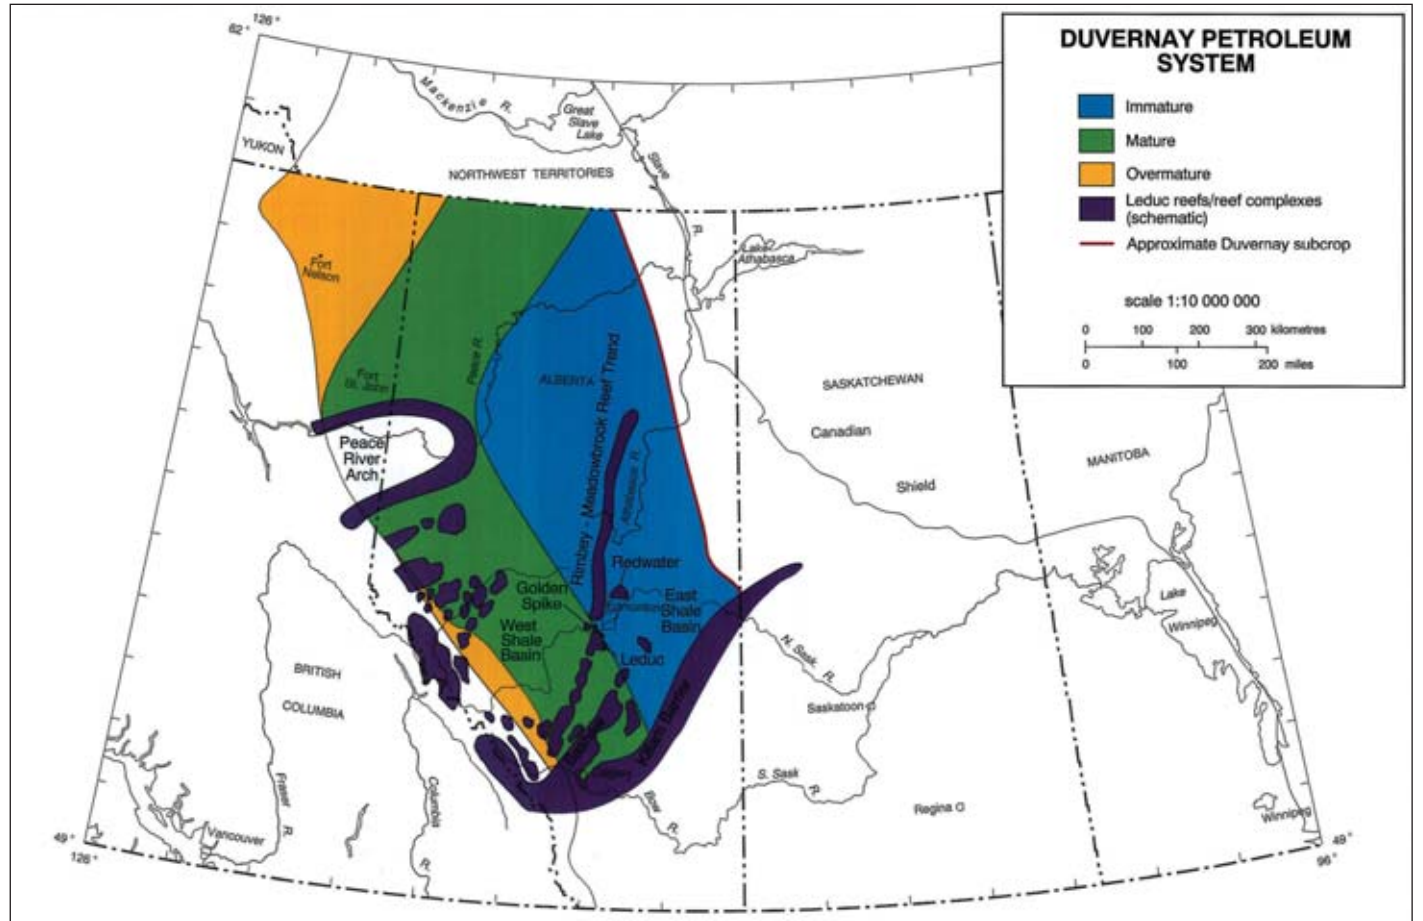 DUVERNAY PETROLEUM
SYSTEM
Immature
Mature
Overmature
Leduc reefs/reef complexes
(schematic)
Approximate Duvernay subcrop
scale 1:10 000 000
0 100 200 300 kilometres
0 100 200 miles
126°
62°
Mackenzie R.
Great
Slave
Lake
YUKON
NORTHWEST TERRITORIES
Slave
R.
Lake
Athabasca
Fort
Nelson
Peace R.
Fort
St. John
ALBERTA
Rimbey - Meadowbrook Reef Trend
SASKATCHEWAN
Canadian
Shield
MANITOBA
Peace
River
Arch
Athabasca R.
Redwater
Golden
Spike
Edmonton
East
Shale
Basin
West
Shale
Basin
Leduc
Lake
Winnipeg
N. Sask. R.
BRITISH
COLUMBIA
Saskatoon
Killam Barrier
Calgary
S. Sask R.
Bow
R.
Regina
Fraser
R.
Columbia
R.
Vancouver
Winnipeg
49°
126°
49°
96°